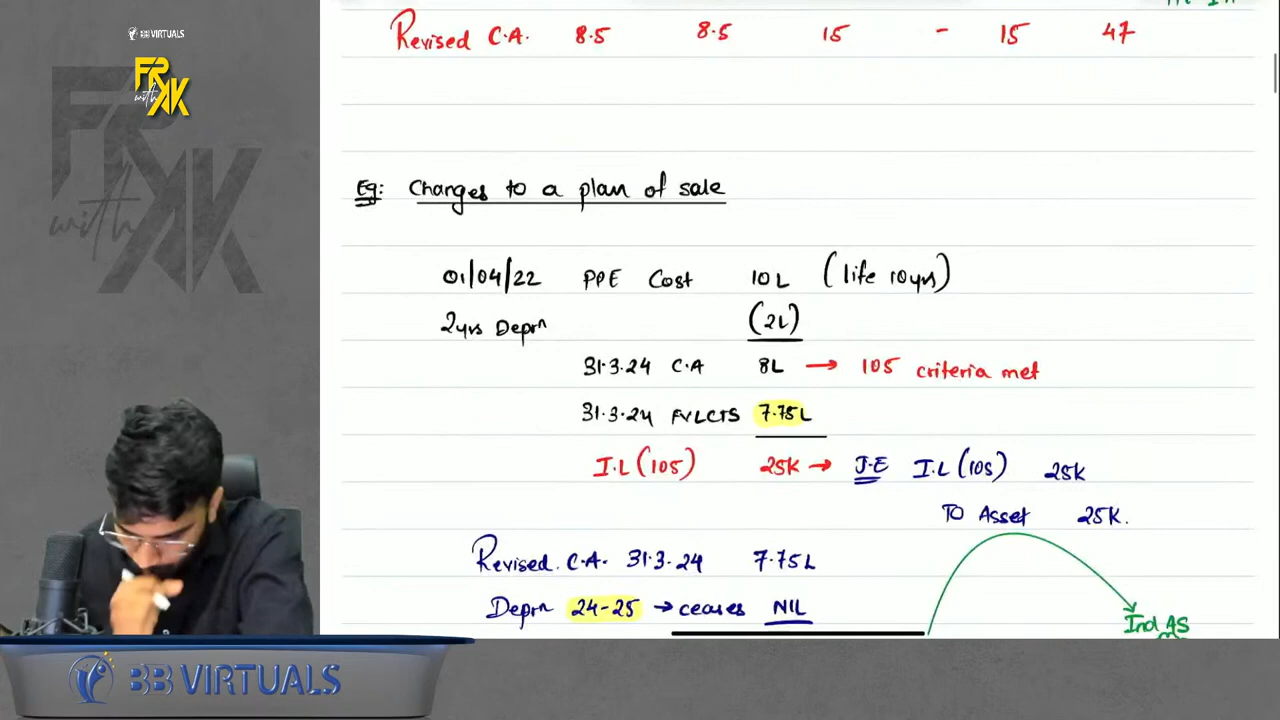 BB VIRTUALS
FR
with
AK
Revised C.A. 8.5 8.5 15 - 15 47
Eg: Changes to a plan of sale
01/04/22 PPE Cost 10L (life 10yrs)
2yrs Deprn (2L)
31.3.24 C.A 8L → 105 criteria met
31.3.24 FVLCTS 7.75L
I.L (105) 25K → J.E I.L (105) 25K
TO Asset 25K.
Revised C.A. 31.3.24 7.75L
Deprn 24-25 → ceases NIL
Ind AS
BB VIRTUALS